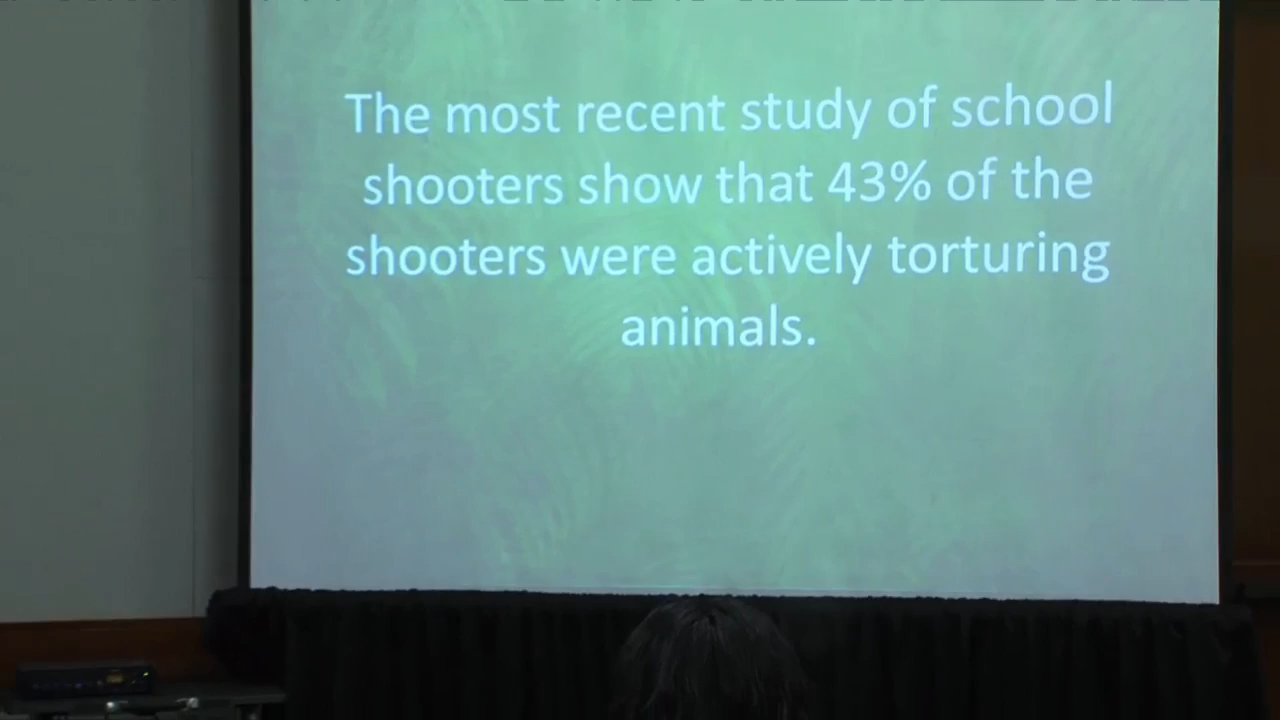 The most recent study of school
shooters show that 43% of the
shooters were actively torturing
animals.